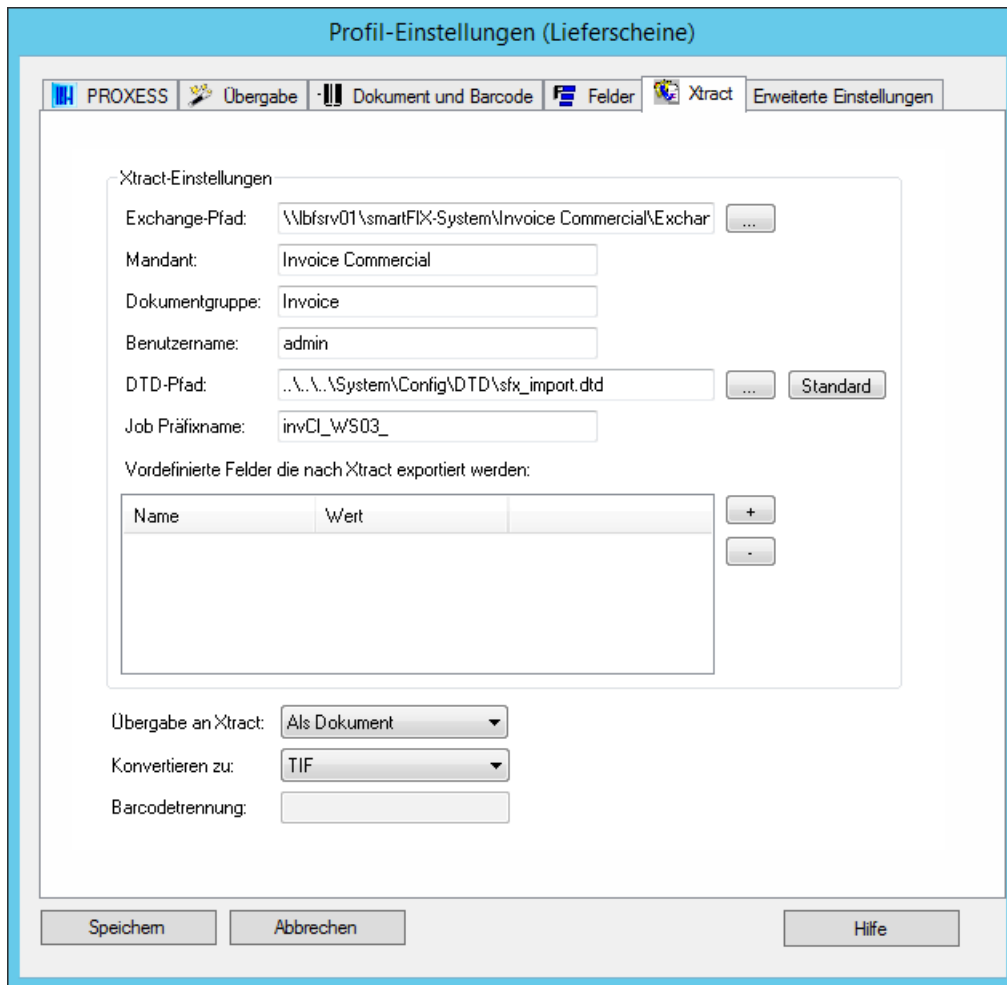 Profil-Einstellungen (Lieferscheine)
PROXESS Übergabe Dokument und Barcode Felder Xtract Erweiterte Einstellungen
Xtract-Einstellungen
Exchange-Pfad: \\lbfsrv01\smartFIX-System\Invoice Commercial\Exchar ...
Mandant: Invoice Commercial
Dokumentgruppe: Invoice
Benutzername: admin
DTD-Pfad: ..\..\..\System\Config\DTD\sfx_import.dtd ... Standard
Job Präfixname: invCI_WS03_
Vordefinierte Felder die nach Xtract exportiert werden:
Name Wert +
-
Übergabe an Xtract: Als Dokument
Konvertieren zu: TIF
Barcodetrennung:
Speichern Abbrechen Hilfe